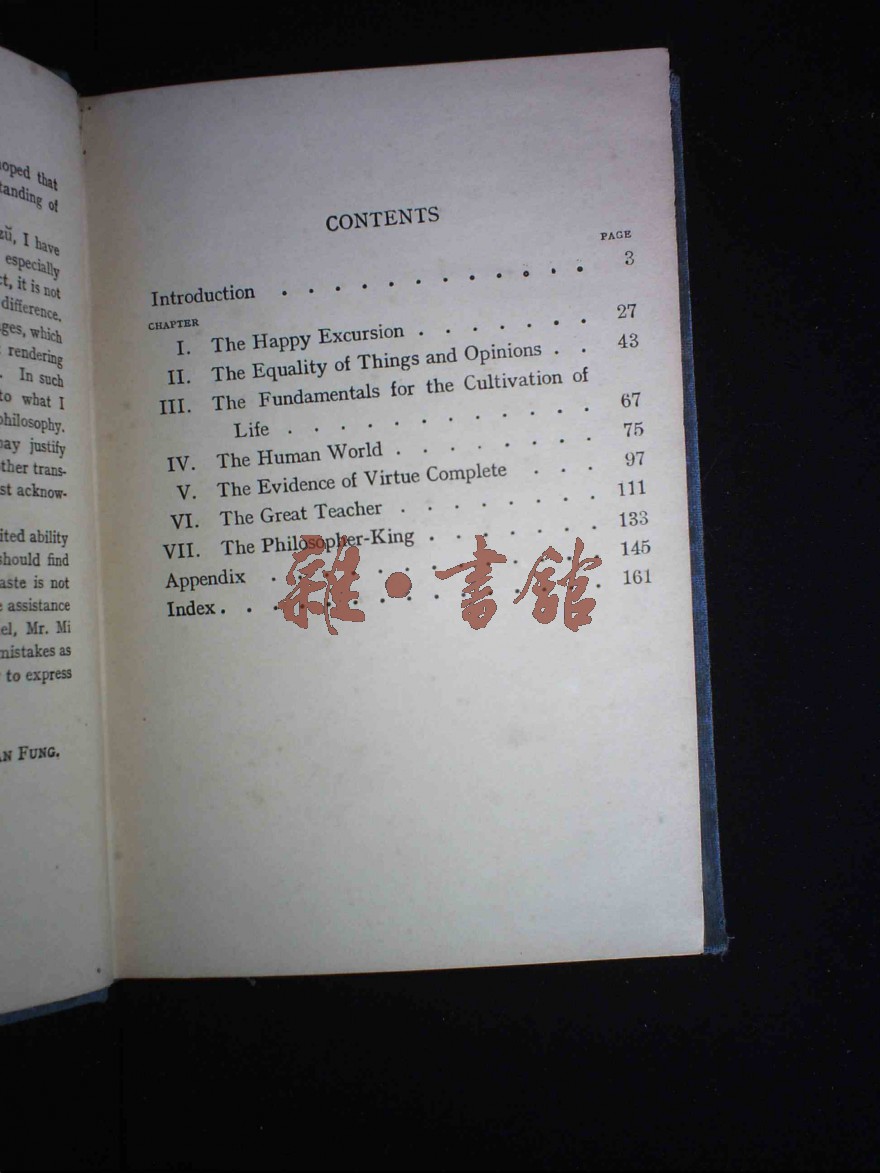 oped that
tanding of
zŭ, I have
especially
t, it is not
difference,
ges, which
rendering
. In such
to what I
philosophy,
ay justify
ther trans-
st acknow-
ited ability
should find
aste is not
e assistance
el, Mr. Mi
mistakes as
to express
AN FUNG.
CONTENTS
PAGE
Introduction . . . . . . . . . . . . 3
CHAPTER
I. The Happy Excursion . . . . . . . 27
II. The Equality of Things and Opinions . . 43
III. The Fundamentals for the Cultivation of
Life . . . . . . . . . . . . 67
IV. The Human World . . . . . . . . 75
V. The Evidence of Virtue Complete . . . 97
VI. The Great Teacher . . . . . . . . 111
VII. The Philosopher-King . . . . . . . 133
Appendix . . . . . . . . . . . . . 145
Index . . . . . . . . . . . . . . 161
雜·書館